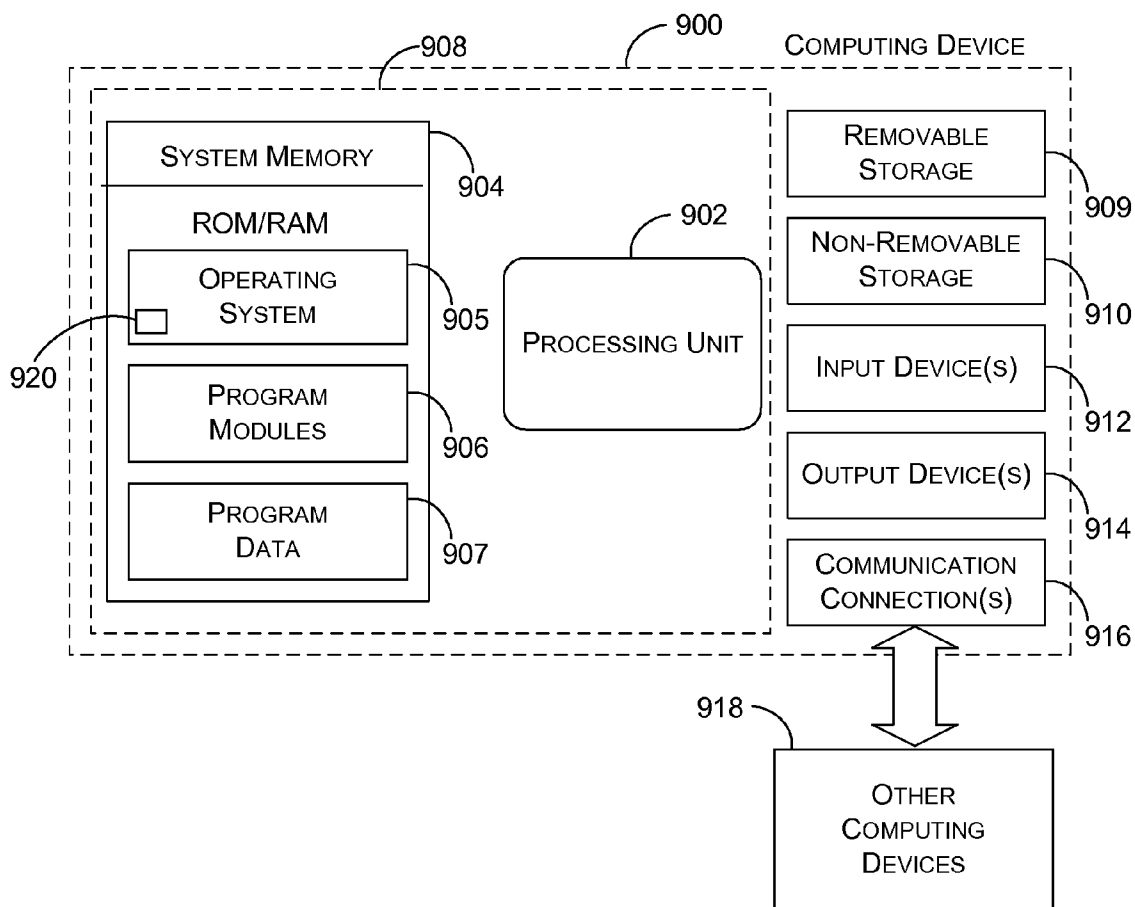 900
COMPUTING DEVICE
908
SYSTEM MEMORY
904
ROM/RAM
OPERATING
SYSTEM
905
920
PROGRAM
MODULES
906
PROGRAM
DATA
907
902
PROCESSING UNIT
REMOVABLE
STORAGE
909
NON-REMOVABLE
STORAGE
910
INPUT DEVICE(S)
912
OUTPUT DEVICE(S)
914
COMMUNICATION
CONNECTION(S)
916
918
OTHER
COMPUTING
DEVICES